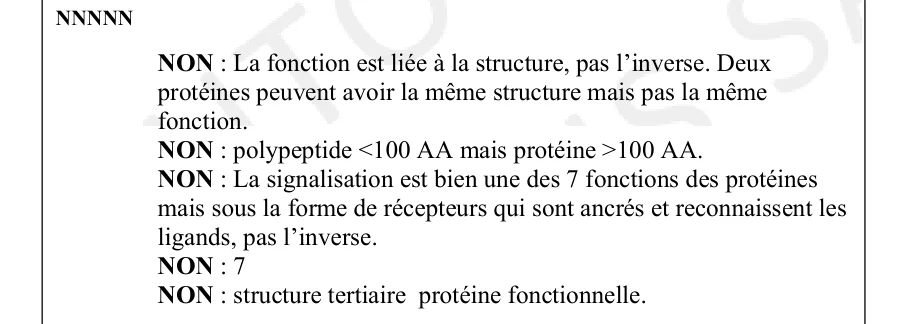 NNNNN
NON : La fonction est liée à la structure, pas l’inverse. Deux
protéines peuvent avoir la même structure mais pas la même
fonction.
NON : polypeptide <100 AA mais protéine >100 AA.
NON : La signalisation est bien une des 7 fonctions des protéines
mais sous la forme de récepteurs qui sont ancrés et reconnaissent les
ligands, pas l’inverse.
NON : 7
NON : structure tertiaire  protéine fonctionnelle.